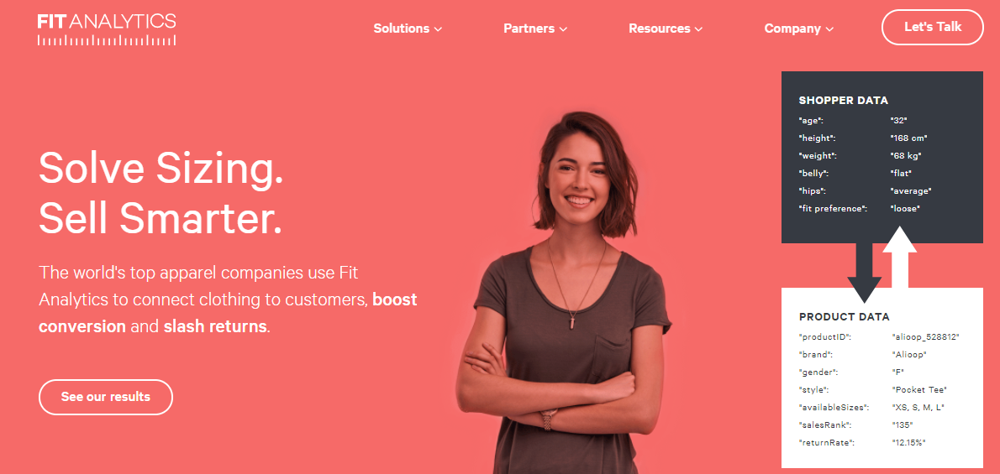 FIT ANALYTICS
Solutions
Partners
Resources
Company
Let's Talk
Solve Sizing.
Sell Smarter.
The world's top apparel companies use Fit
Analytics to connect clothing to customers, boost
conversion and slash returns.
See our results
SHOPPER DATA
"age": "32"
"height": "168 cm"
"weight": "68 kg"
"belly": "flat"
"hips": "average"
"fit preference": "loose"
PRODUCT DATA
"productID": "alioop_528812"
"brand": "Alioop"
"gender": "F"
"style": "Pocket Tee"
"availableSizes": "XS, S, M, L"
"salesRank": "135"
"returnRate": "12.15%"